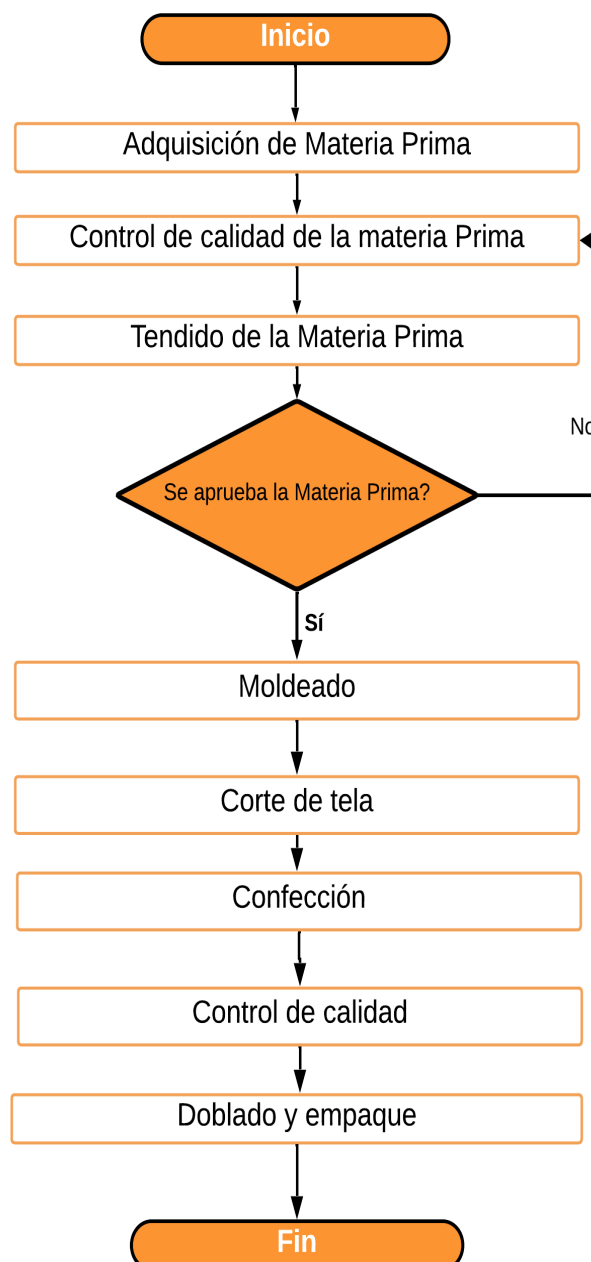 Inicio
Adquisición de Materia Prima
Control de calidad de la materia Prima
Tendido de la Materia Prima
No
Se aprueba la Materia Prima?
Sí
Moldeado
Corte de tela
Confección
Control de calidad
Doblado y empaque
Fin